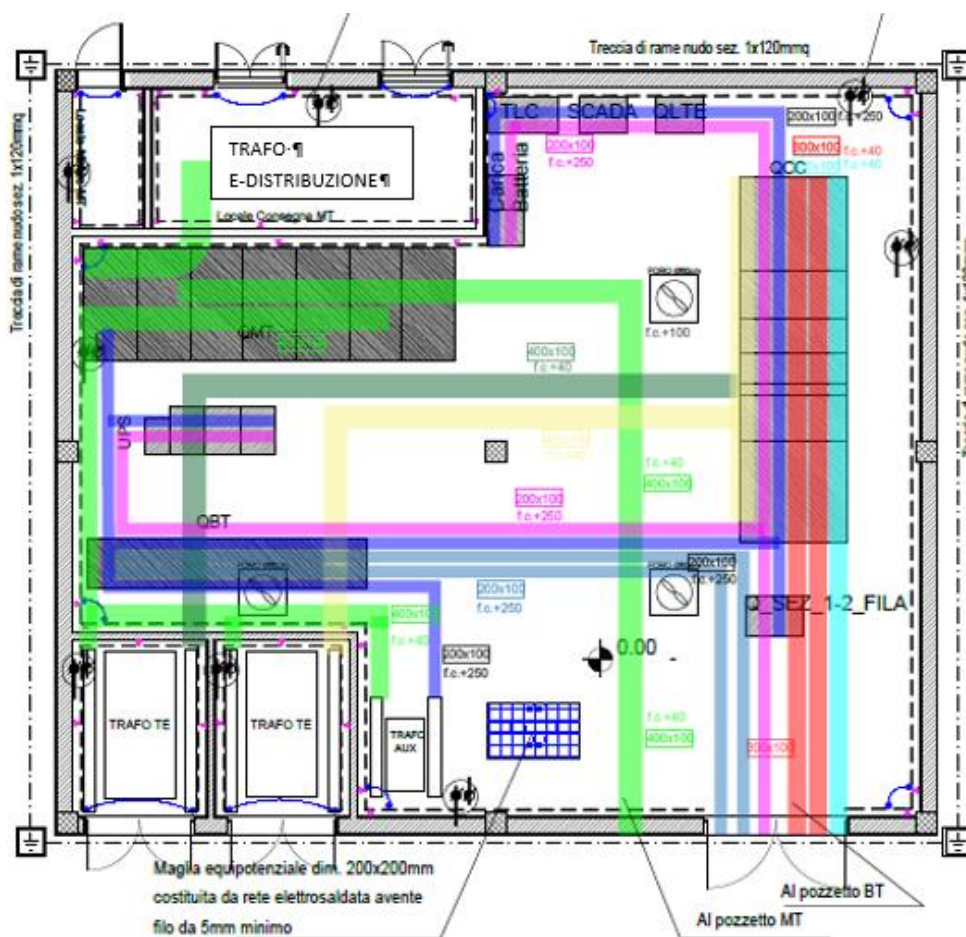 Treccia di rame nudo sez. 1x120mmq
Treccia di rame nudo sez. 1x120mmq
TLC
SCADA
QLTE
200x100
f.c.+250
200x100
f.c.+250
300x100
f.c.+40
f.c.+40
TRAFO·¶
E-DISTRIBUZIONE¶
Carica
Batteria
QCC
Locale Consegna MT
QMT
f.c.+100
400x100
f.c.+40
UPS
f.c.+40
400x100
200x100
f.c.+250
QBT
200x100
f.c.+250
200x100
f.c.+250
400x100
f.c.+40
Q_SEZ_1-2_FILA
0.00
200x100
f.c.+250
TRAFO TE
TRAFO TE
TRAFO
AUX
f.c.+40
400x100
300x100
Maglia equipotenziale dim. 200x200mm
costituita da rete elettrosaldata avente
filo da 5mm minimo
Al pozzetto BT
Al pozzetto MT